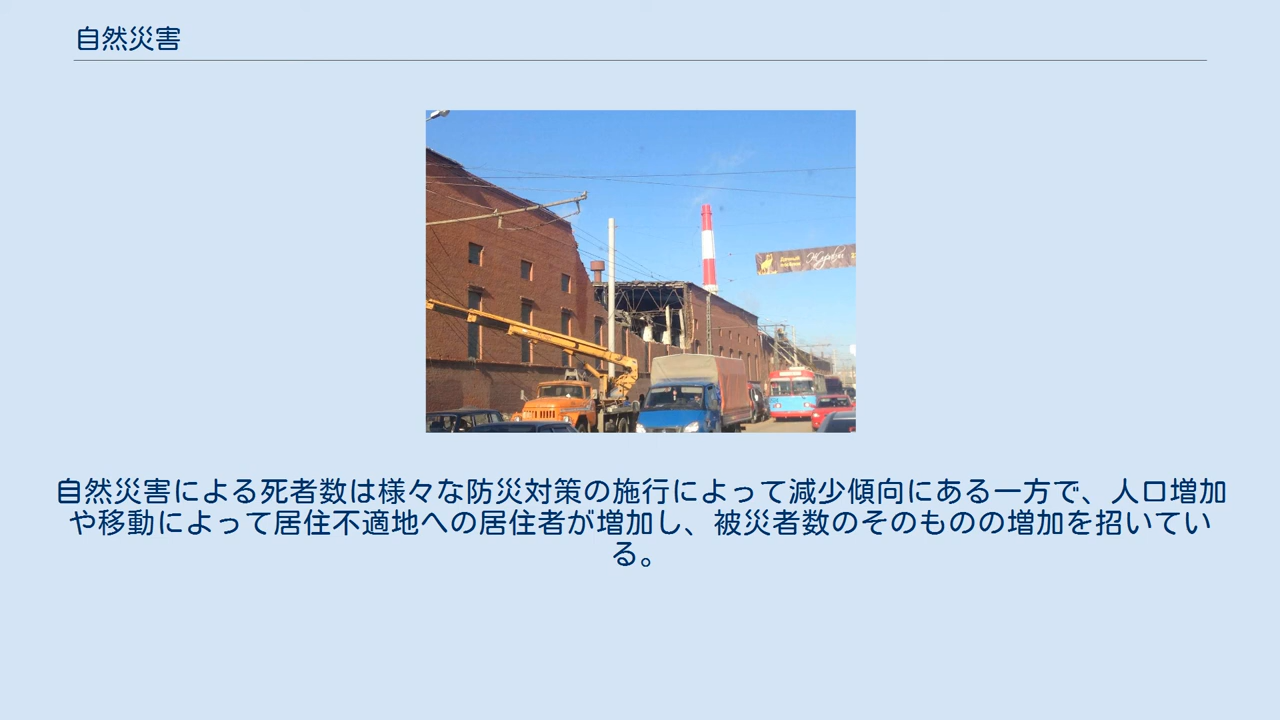 自然災害
自然災害による死者数は様々な防災対策の施行によって減少傾向にある一方で、人口増加
や移動によって居住不適地への居住者が増加し、被災者数のそのものの増加を招いてい
る。